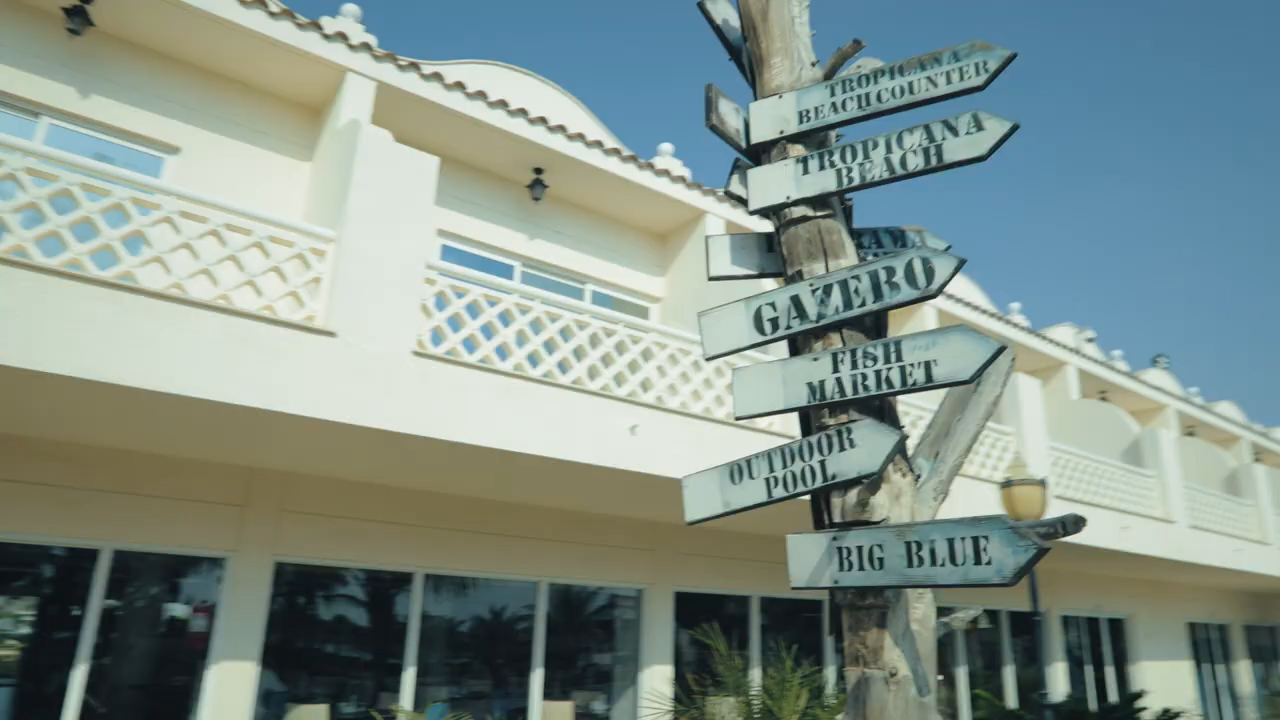 TROPICANA
BEACH COUNTER
TROPICANA
BEACH
GAZEBO
FISH
MARKET
OUTDOOR
POOL
BIG BLUE